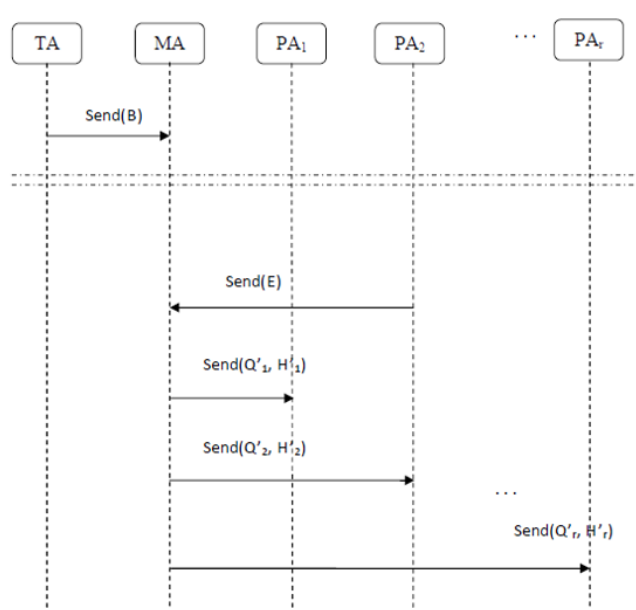 TA MA PA₁ PA₂ ... PAᵣ
Send(B)
Send(E)
Send(Q'₁, H'₁)
Send(Q'₂, H'₂)
...
Send(Q'ᵣ, H'ᵣ)